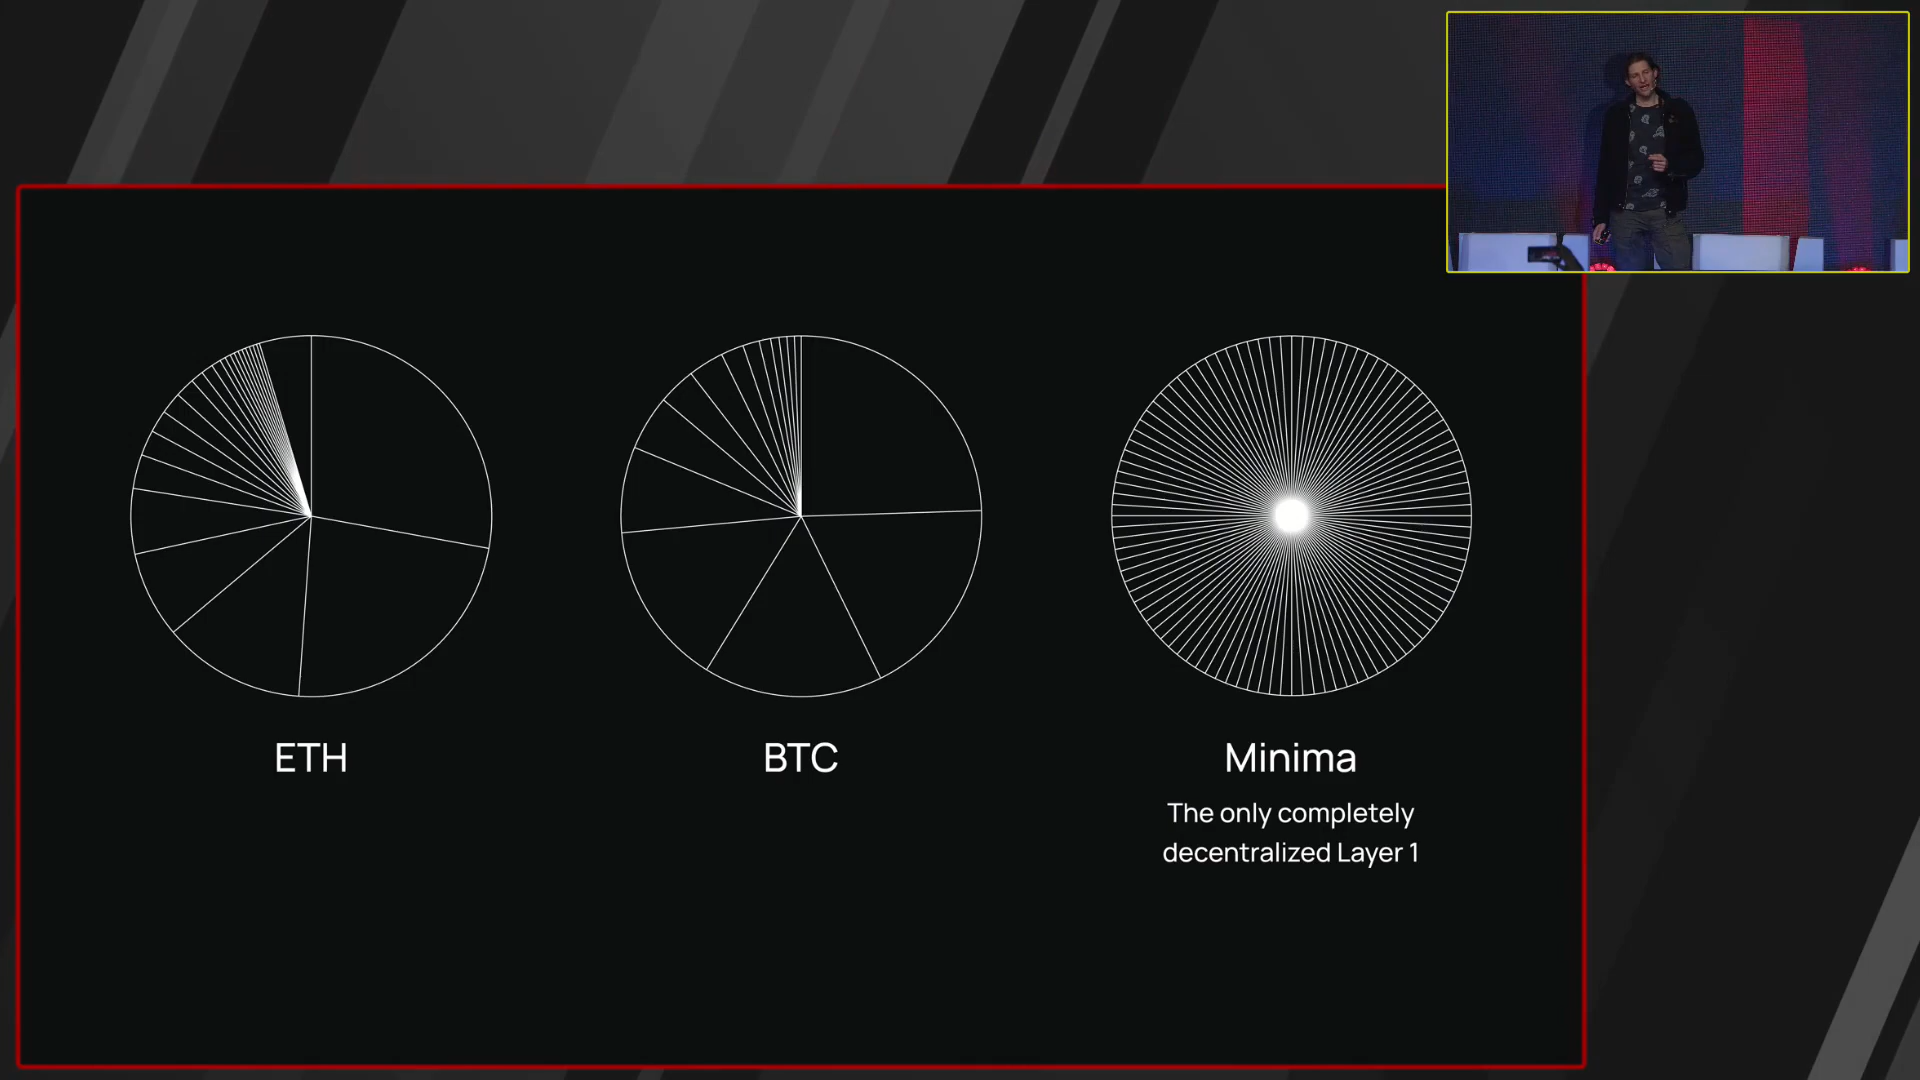 ETH
BTC
Minima
The only completely
decentralized Layer 1